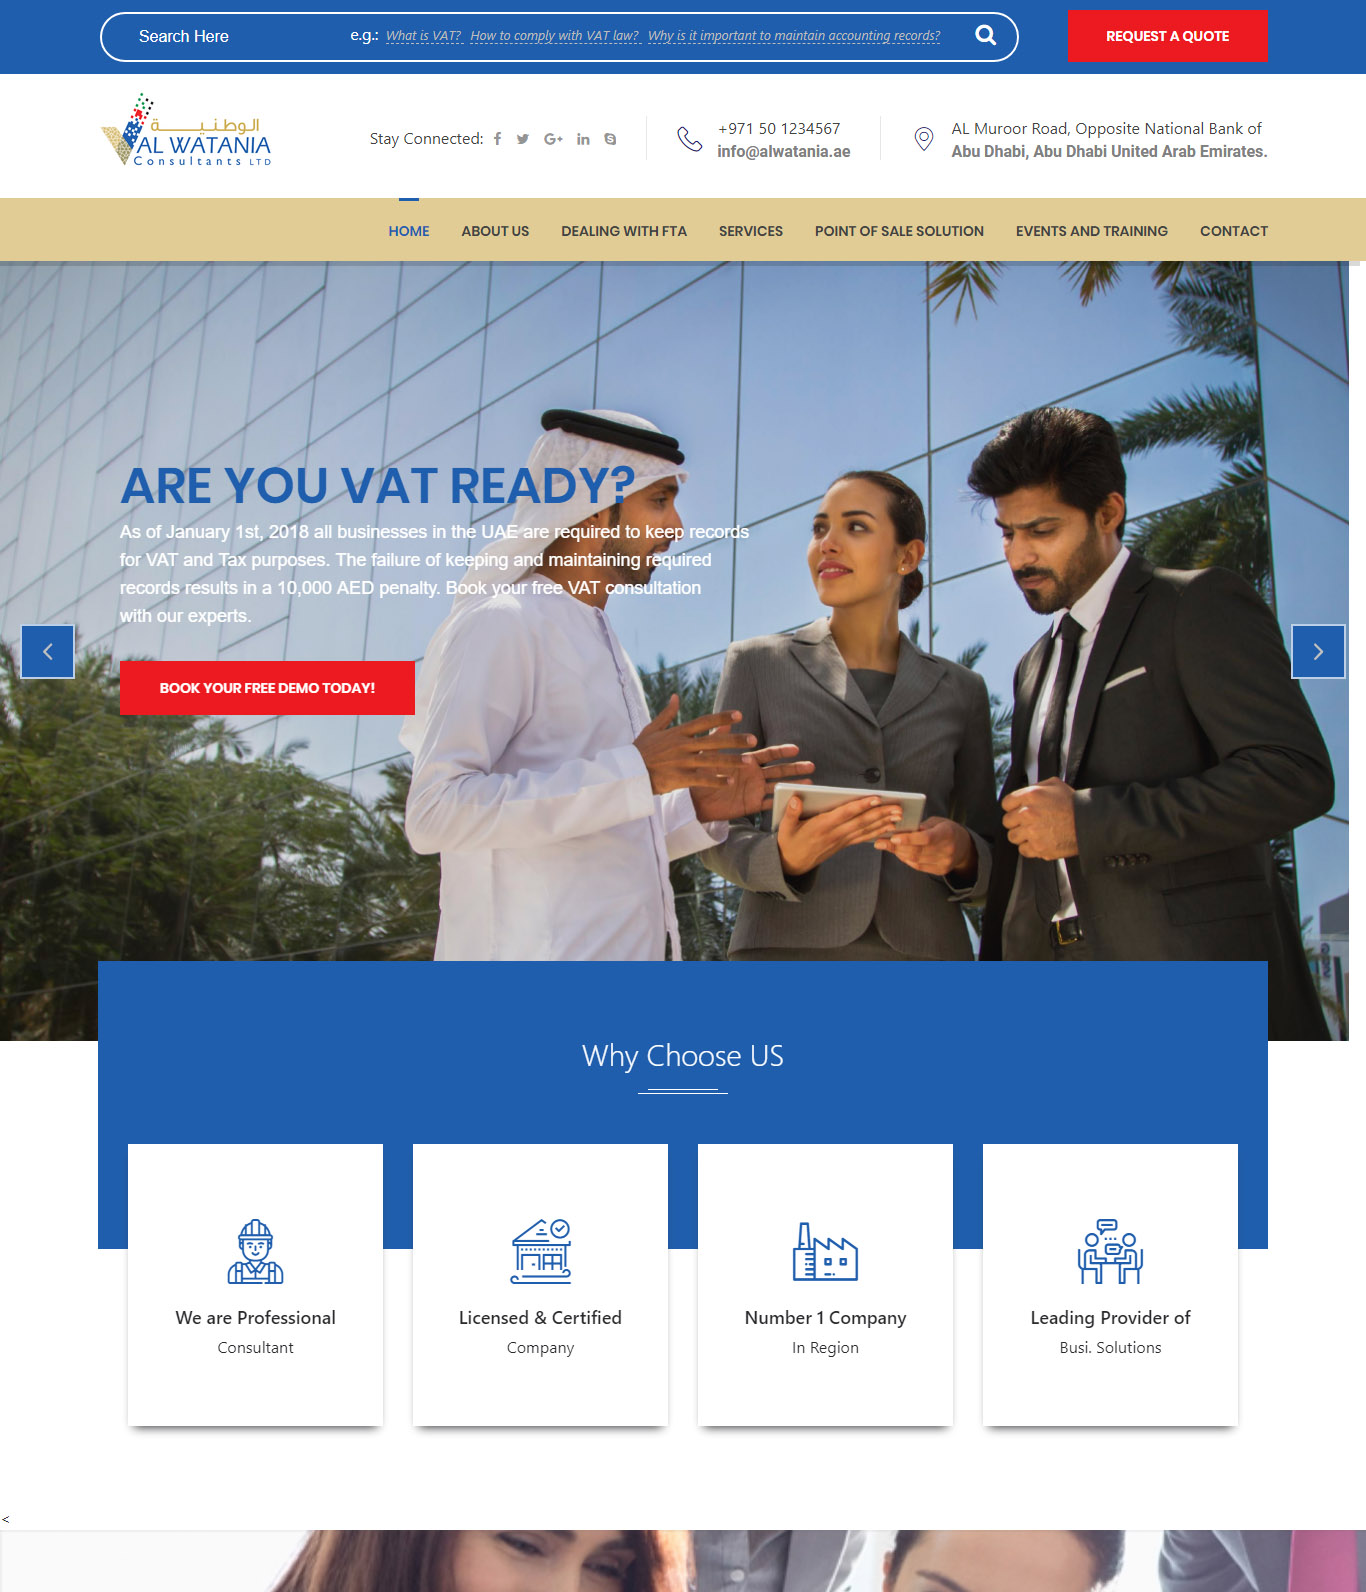 Search Here
e.g.: What is VAT? How to comply with VAT law? Why is it important to maintain accounting records?
REQUEST A QUOTE
الوطنية
AL WATANIA
Consultants LTD
Stay Connected:
+971 50 1234567
info@alwatania.ae
AL Muroor Road, Opposite National Bank of
Abu Dhabi, Abu Dhabi United Arab Emirates.
HOME ABOUT US DEALING WITH FTA SERVICES POINT OF SALE SOLUTION EVENTS AND TRAINING CONTACT
ARE YOU VAT READY?
As of January 1st, 2018 all businesses in the UAE are required to keep records
for VAT and Tax purposes. The failure of keeping and maintaining required
records results in a 10,000 AED penalty. Book your free VAT consultation
with our experts.
BOOK YOUR FREE DEMO TODAY!
Why Choose US
We are Professional
Consultant
Licensed & Certified
Company
Number 1 Company
In Region
Leading Provider of
Busi. Solutions
<